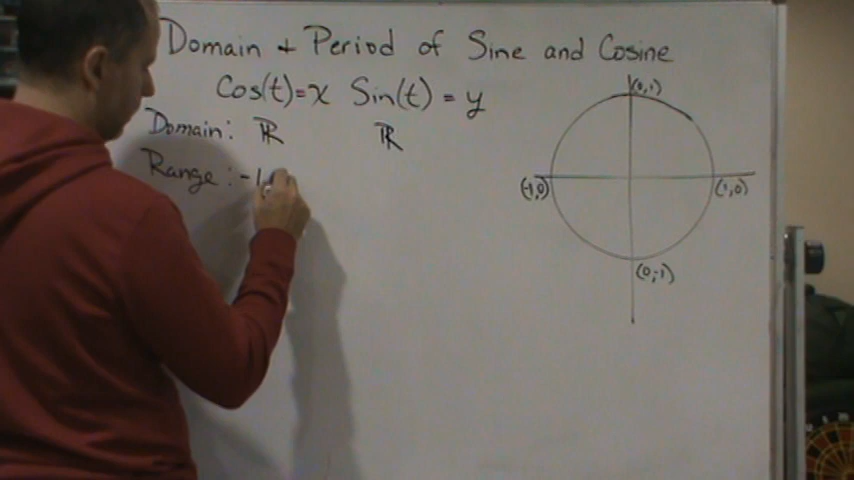 Domain + Period of Sine and Cosine
Cos(t)=x Sin(t) = y
Domain: ℝ ℝ
Range: -1
(0,1)
(-1,0)
(1,0)
(0,-1)